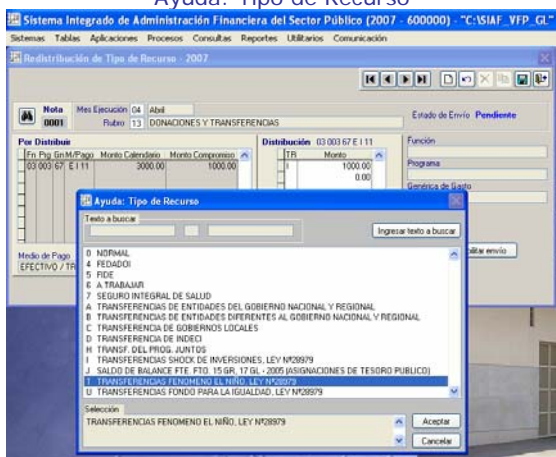 Ayuda: Tipo de Recurso
Sistema Integrado de Administración Financiera del Sector Público (2007 - 600000) - "C:\SIAF_VFP_GL"
Sistemas Tablas Aplicaciones Procesos Consultas Reportes Utilitarios Comunicación
Redistribución de Tipo de Recurso - 2007
Nota Mes Ejecución 04 Abril
0001 Rubro 13 DONACIONES Y TRANSFERENCIAS
Estado de Envío Pendiente
Por Distribuir
Distribución 03 003 67 E I 11
Función
Fn Prg Gn M/Pago Monto Calendario Monto Compromiso
TR Monto
03 003 67 E I 11 3000.00 1000.00
I 1000.00
0.00
Programa
Genérica de Gasto
Ayuda: Tipo de Recurso
Texto a buscar
Ingresar texto a buscar
Medio de Pago
EFECTIVO / TR
bilitar envío
0 NORMAL
4 FEDADOI
5 FIDE
6 A TRABAJAR
7 SEGURO INTEGRAL DE SALUD
A TRANSFERENCIAS DE ENTIDADES DEL GOBIERNO NACIONAL Y REGIONAL
B TRANSFERENCIAS DE ENTIDADES DIFERENTES AL GOBIERNO NACIONAL Y REGIONAL
C TRANSFERENCIA DE GOBIERNOS LOCALES
D TRANSFERENCIA DE INDECI
H TRANSF. DEL PROG. JUNTOS
I TRANSFERENCIAS SHOCK DE INVERSIONES, LEY Nº28979
J SALDO DE BALANCE FTE. FTO. 15 GR, 17 GL - 2005 (ASIGNACIONES DE TESORO PUBLICO)
T TRANSFERENCIAS FENOMENO EL NIÑO, LEY Nº28979
U TRANSFERENCIAS FONDO PARA LA IGUALDAD, LEY Nº28979
Selección
TRANSFERENCIAS FENOMENO EL NIÑO, LEY Nº28979
Aceptar
Cancelar